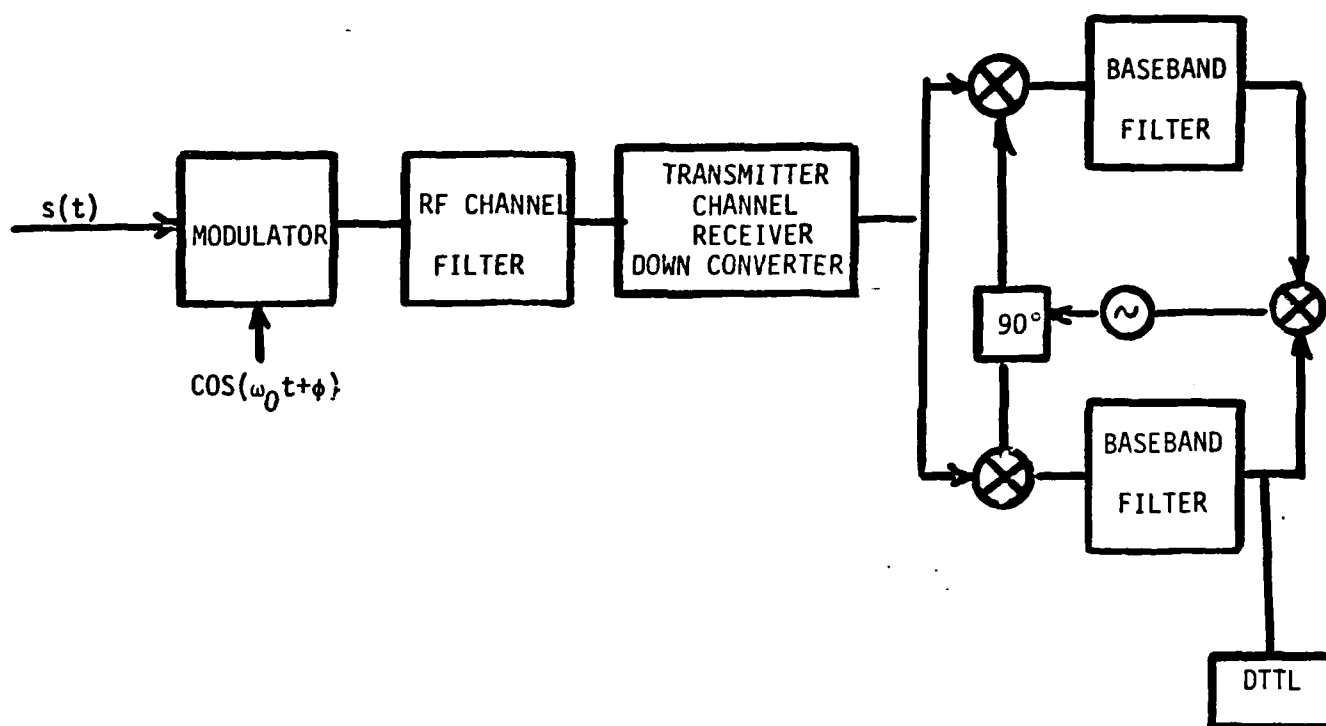 s(t)
MODULATOR
COS(ω₀t+ϕ}
RF CHANNEL
FILTER
TRANSMITTER
CHANNEL
RECEIVER
DOWN CONVERTER
BASEBAND
FILTER
90°
~
BASEBAND
FILTER
DTTL